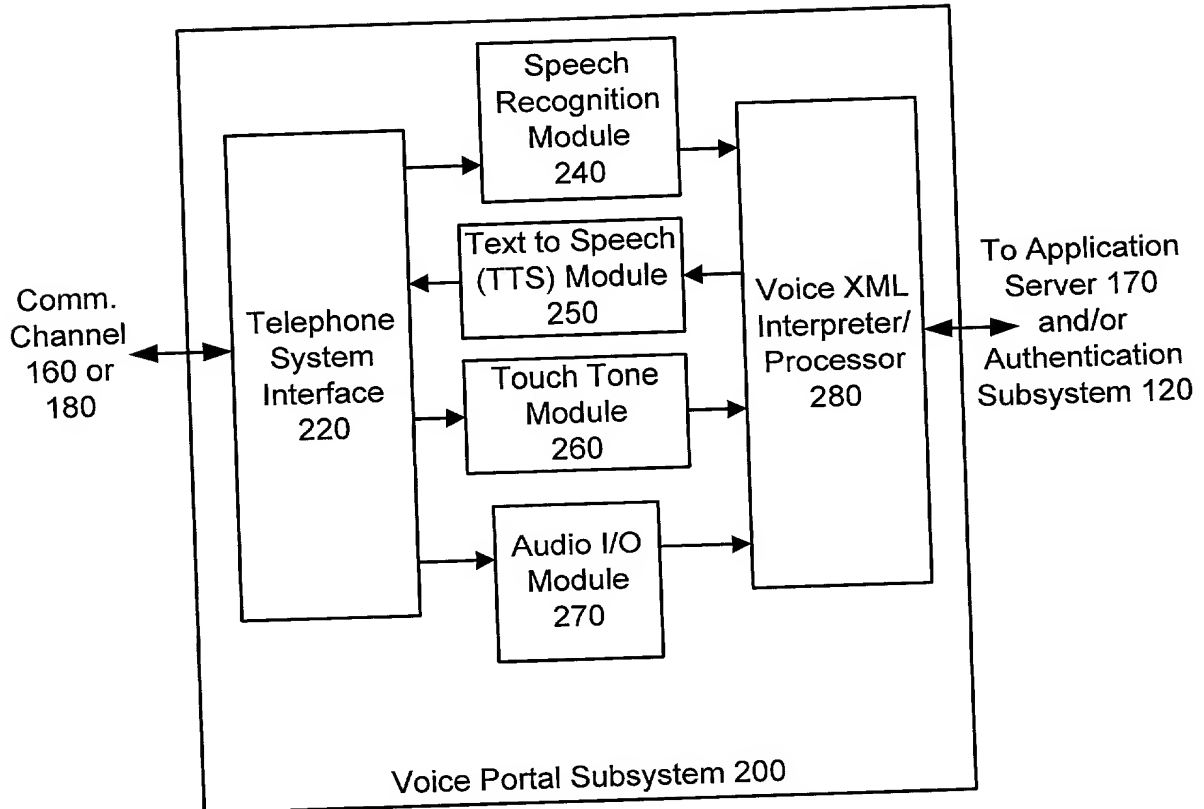 Speech
Recognition
Module
240
Text to Speech
(TTS) Module
250
Touch Tone
Module
260
Audio I/O
Module
270
Comm.
Channel
160 or
180
Telephone
System
Interface
220
Voice XML
Interpreter/
Processor
280
To Application
Server 170
and/or
Authentication
Subsystem 120
Voice Portal Subsystem 200